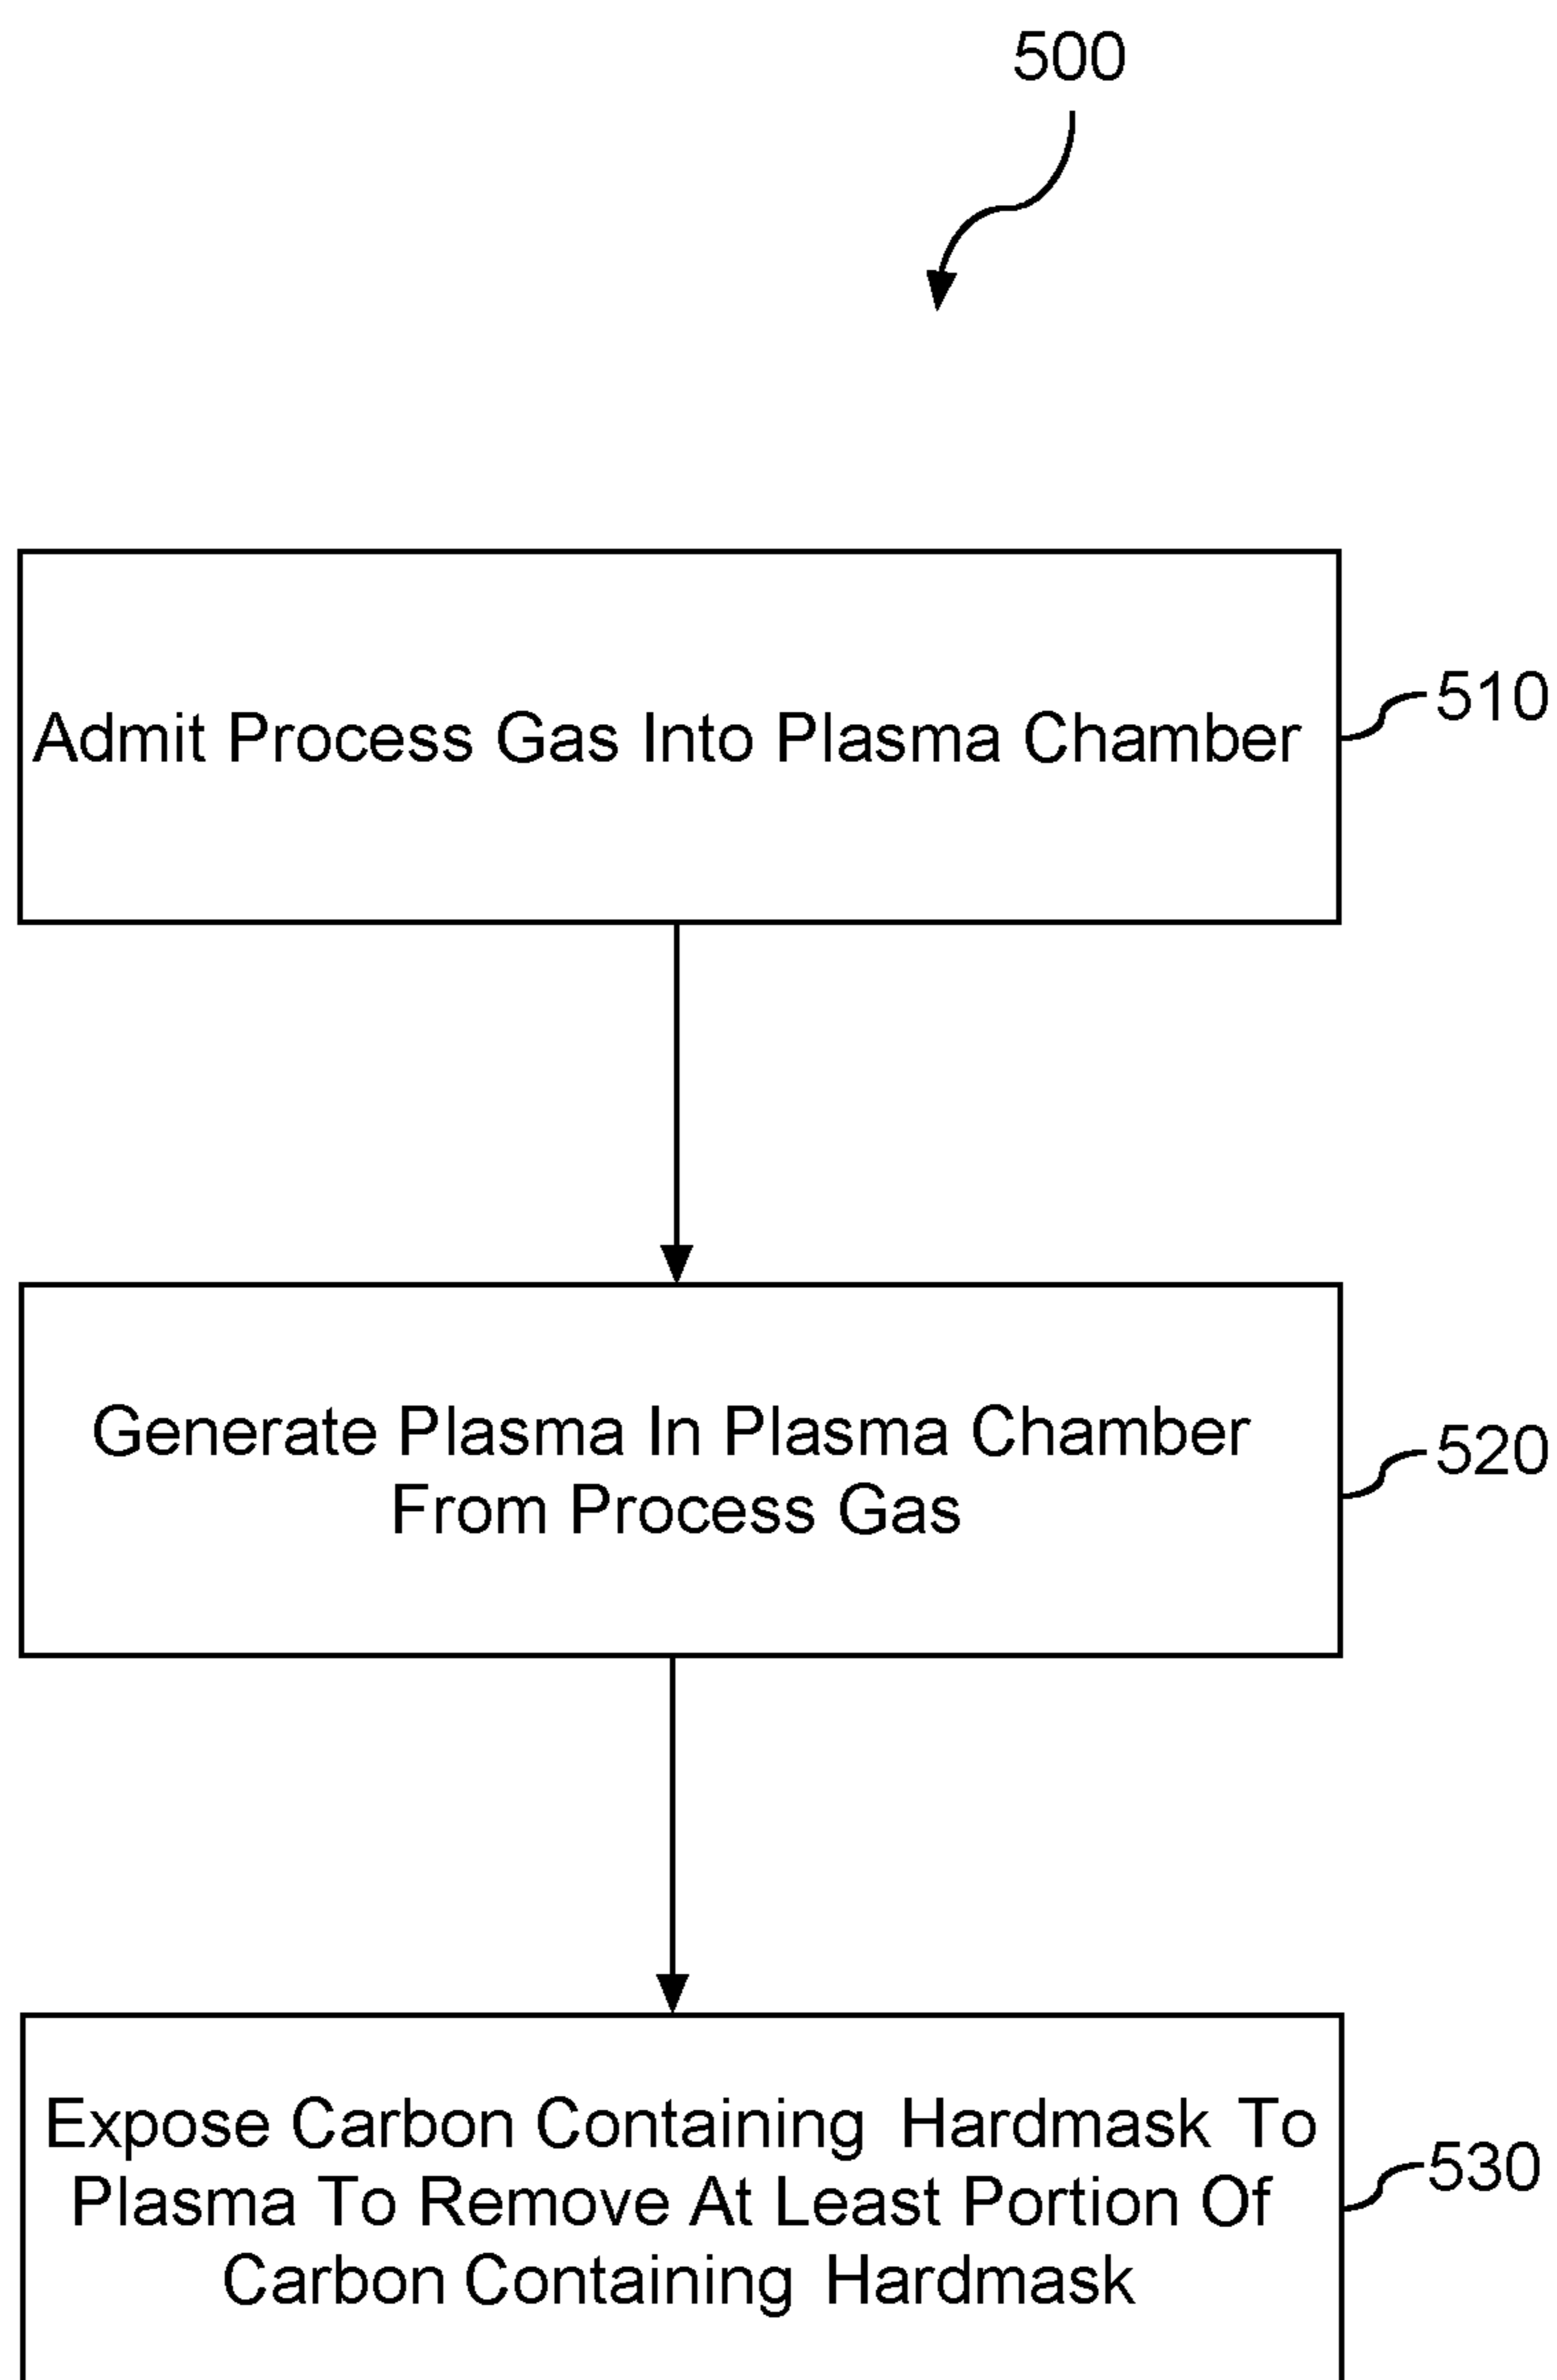 500
Admit Process Gas Into Plasma Chamber
510
Generate Plasma In Plasma Chamber
From Process Gas
520
Expose Carbon Containing Hardmask To
Plasma To Remove At Least Portion Of
Carbon Containing Hardmask
530